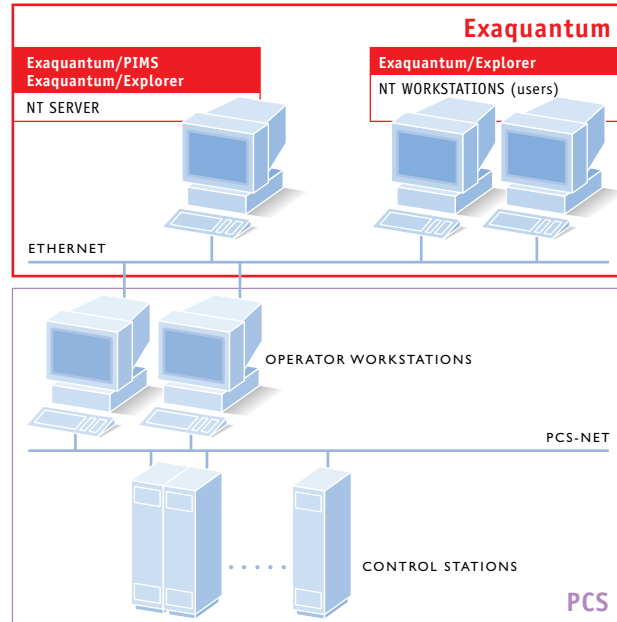 Exaquantum
Exaquantum/PIMS
Exaquantum/Explorer
NT SERVER
Exaquantum/Explorer
NT WORKSTATIONS (users)
ETHERNET
OPERATOR WORKSTATIONS
PCS-NET
CONTROL STATIONS
PCS